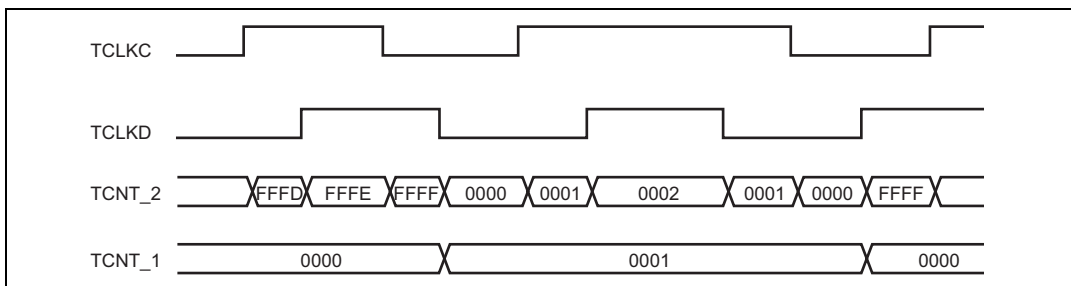 TCLKC
TCLKD
TCNT_2 FFFD FFFE FFFF 0000 0001 0002 0001 0000 FFFF
TCNT_1 0000 0001 0000